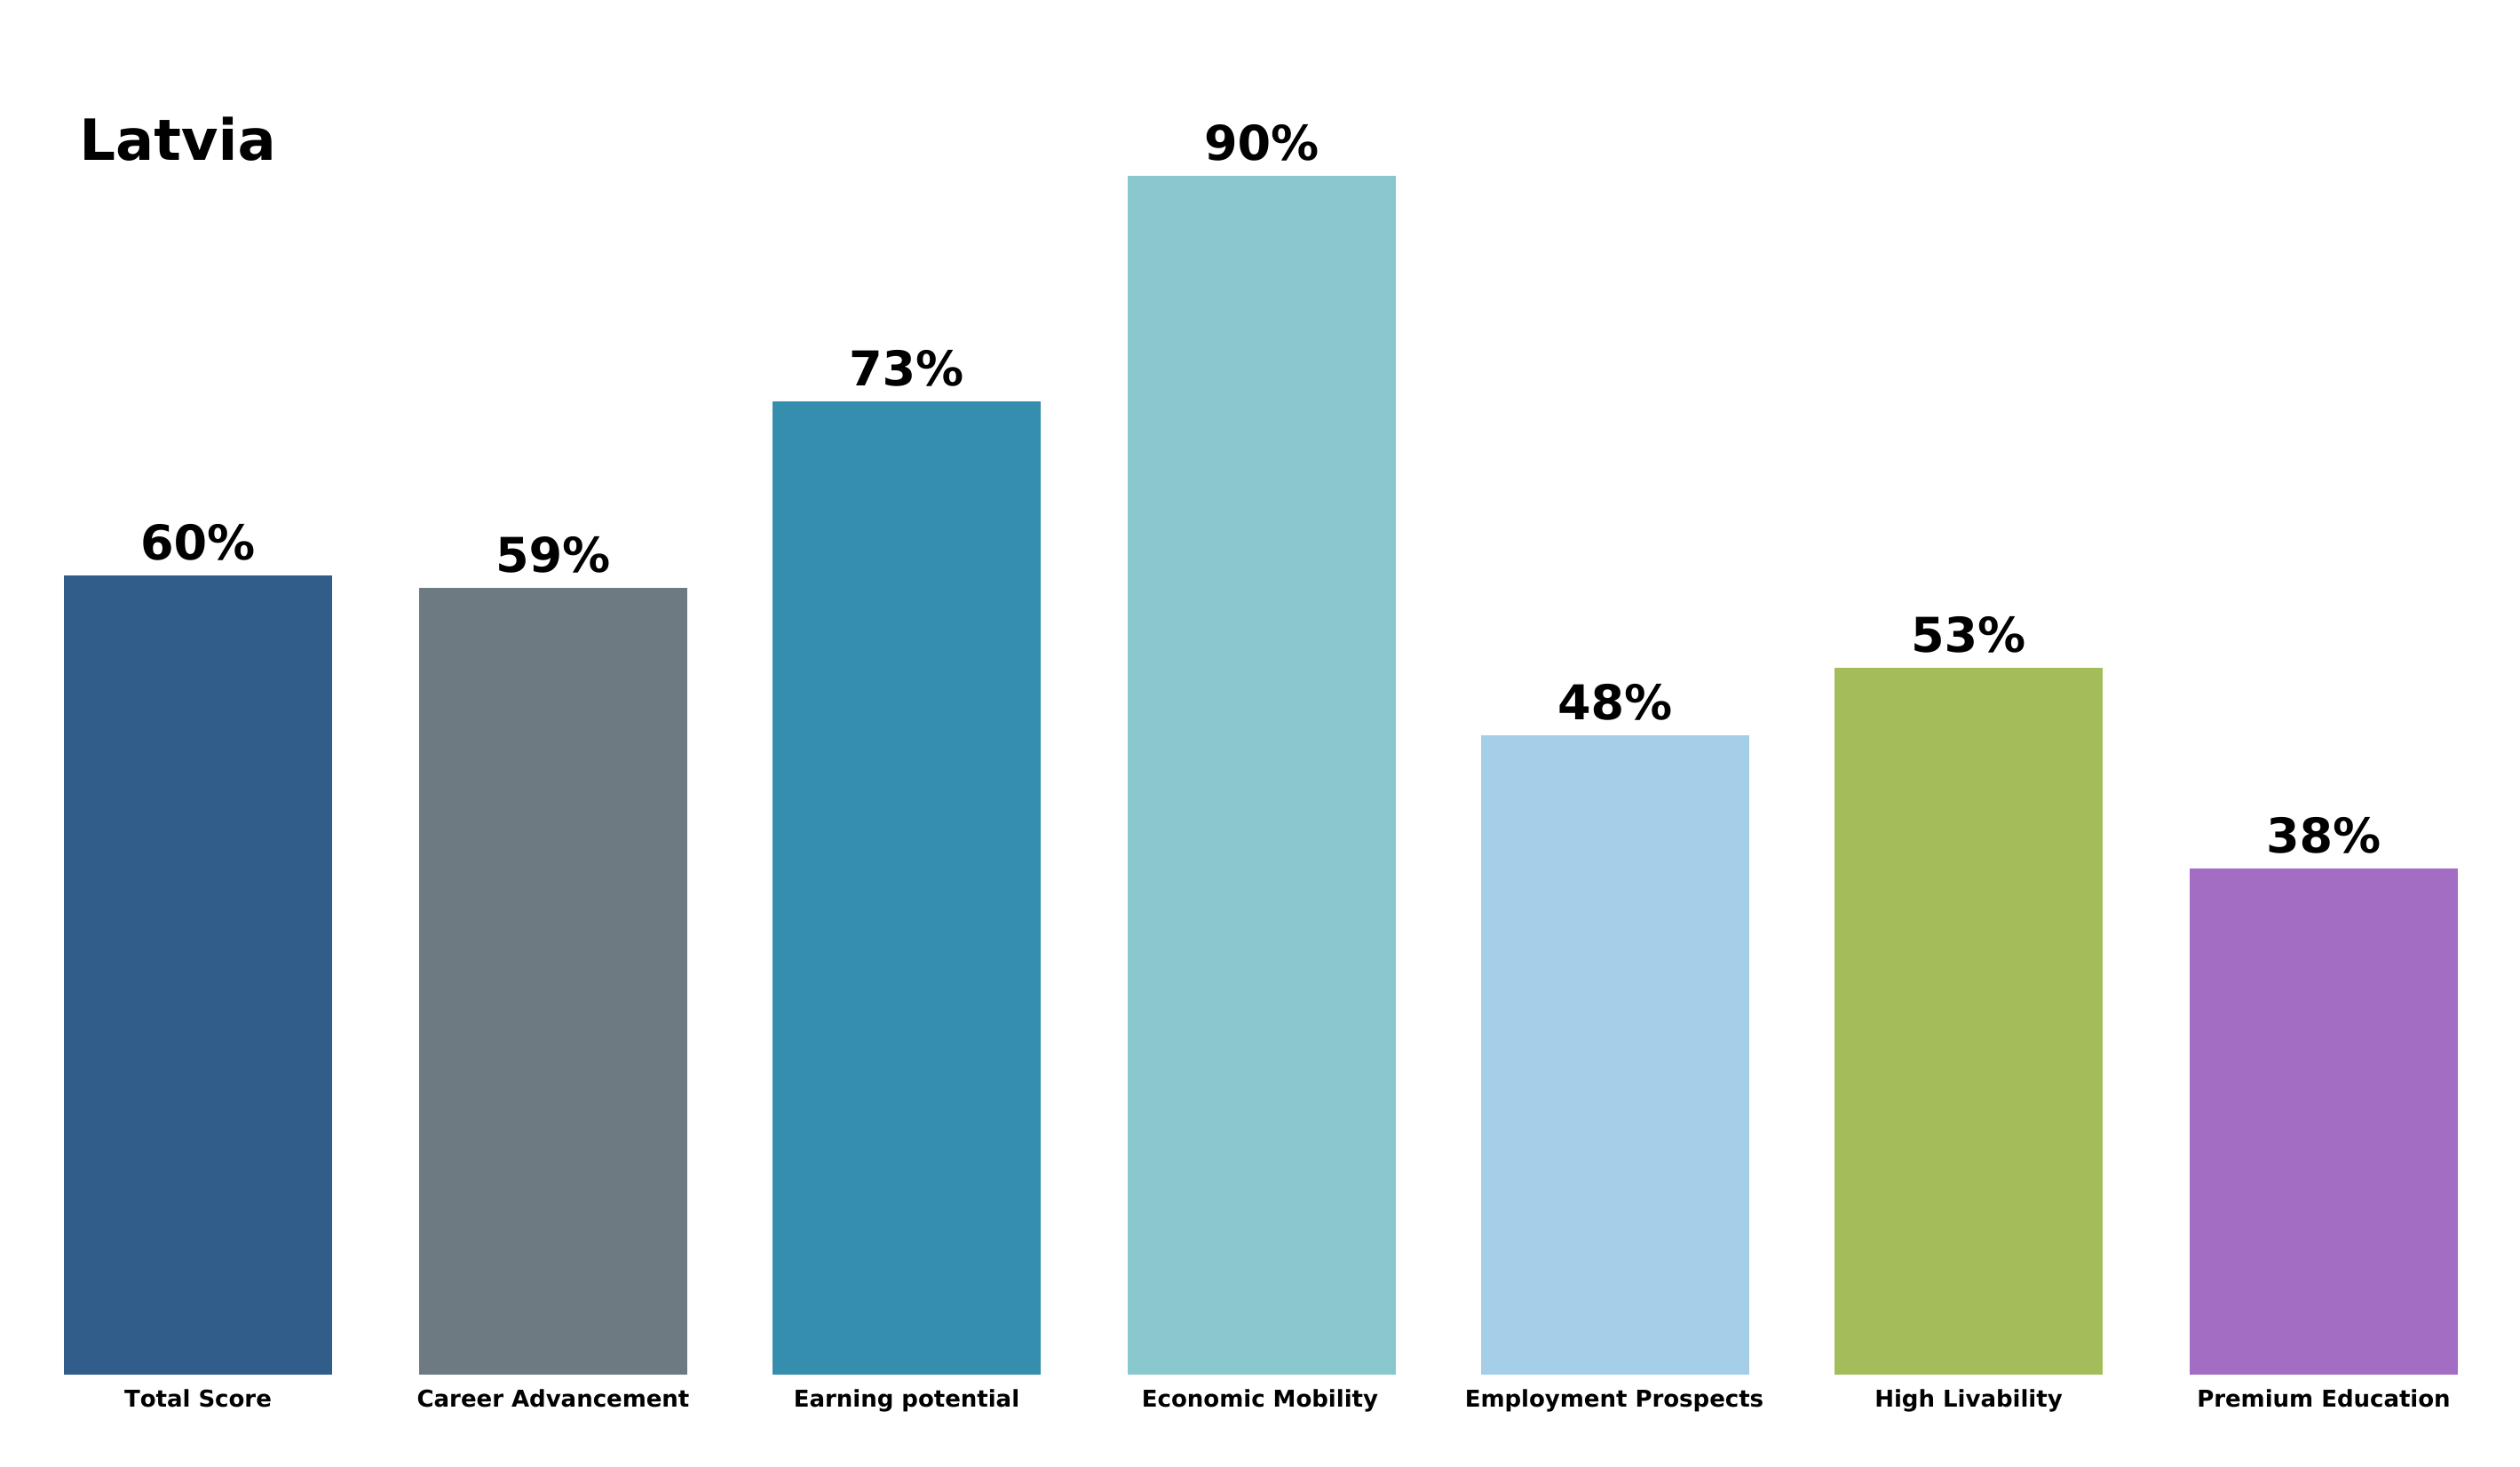 Latvia
60%
59%
73%
90%
48%
53%
38%
Total Score
Career Advancement
Earning potential
Economic Mobility
Employment Prospects
High Livability
Premium Education